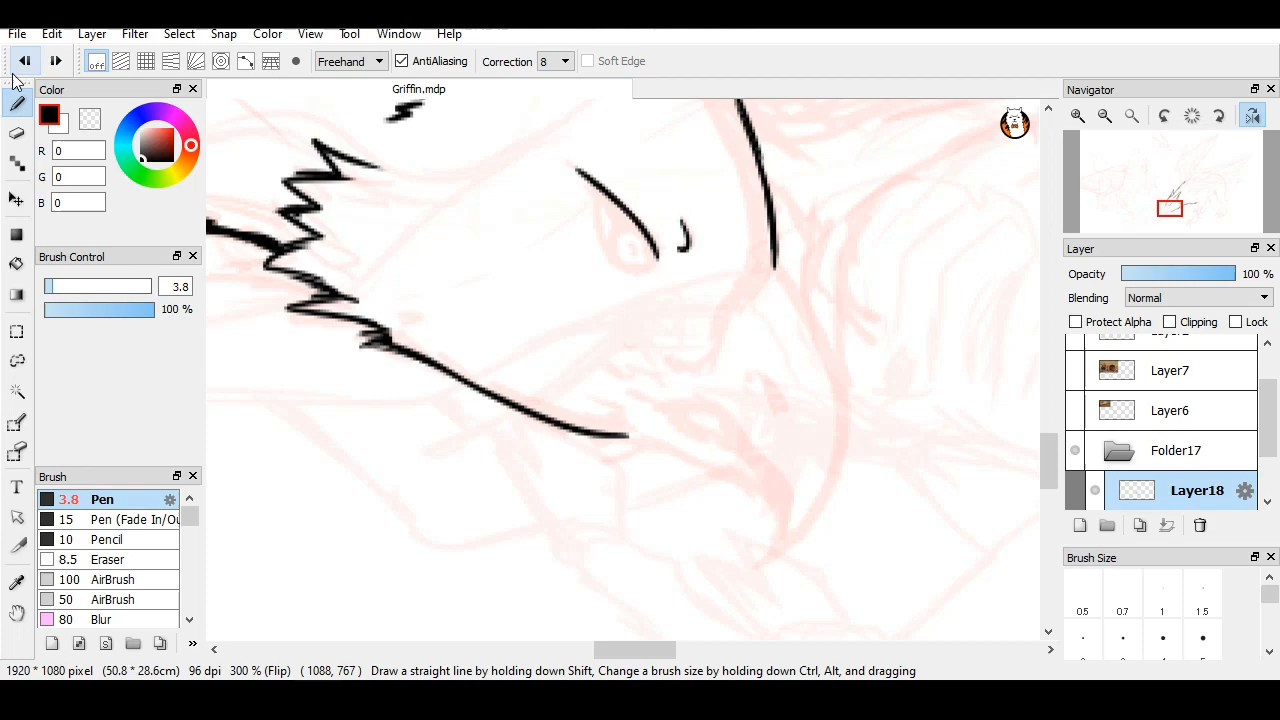 File Edit Layer Filter Select Snap Color View Tool Window Help
off Freehand AntiAliasing Correction 8 Soft Edge
Color
R 0
G 0
B 0
Brush Control
3.8
100 %
Brush
3.8 Pen
15 Pen (Fade In/Ou
10 Pencil
8.5 Eraser
100 AirBrush
50 AirBrush
80 Blur
Griffin.mdp
Navigator
Layer
Opacity 100 %
Blending Normal
Protect Alpha Clipping Lock
Layer7
Layer6
Folder17
Layer18
Brush Size
0.5 0.7 1 1.5
1920 * 1080 pixel (50.8 * 28.6cm) 96 dpi 300 % (Flip) ( 1088, 767 ) Draw a straight line by holding down Shift, Change a brush size by holding down Ctrl, Alt, and dragging